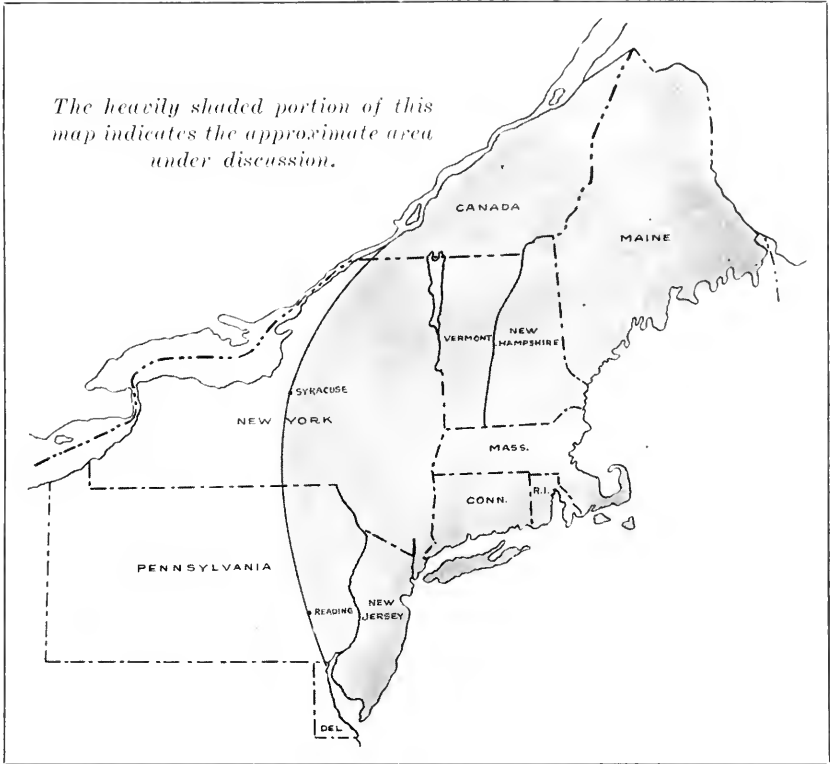 The heavily shaded portion of this
map indicates the approximate area
under discussion.
CANADA
MAINE
VERMONT
NEW
HAMPSHIRE
SYRACUSE
NEW YORK
MASS.
CONN.
R.I.
PENNSYLVANIA
READING
NEW
JERSEY
DEL.